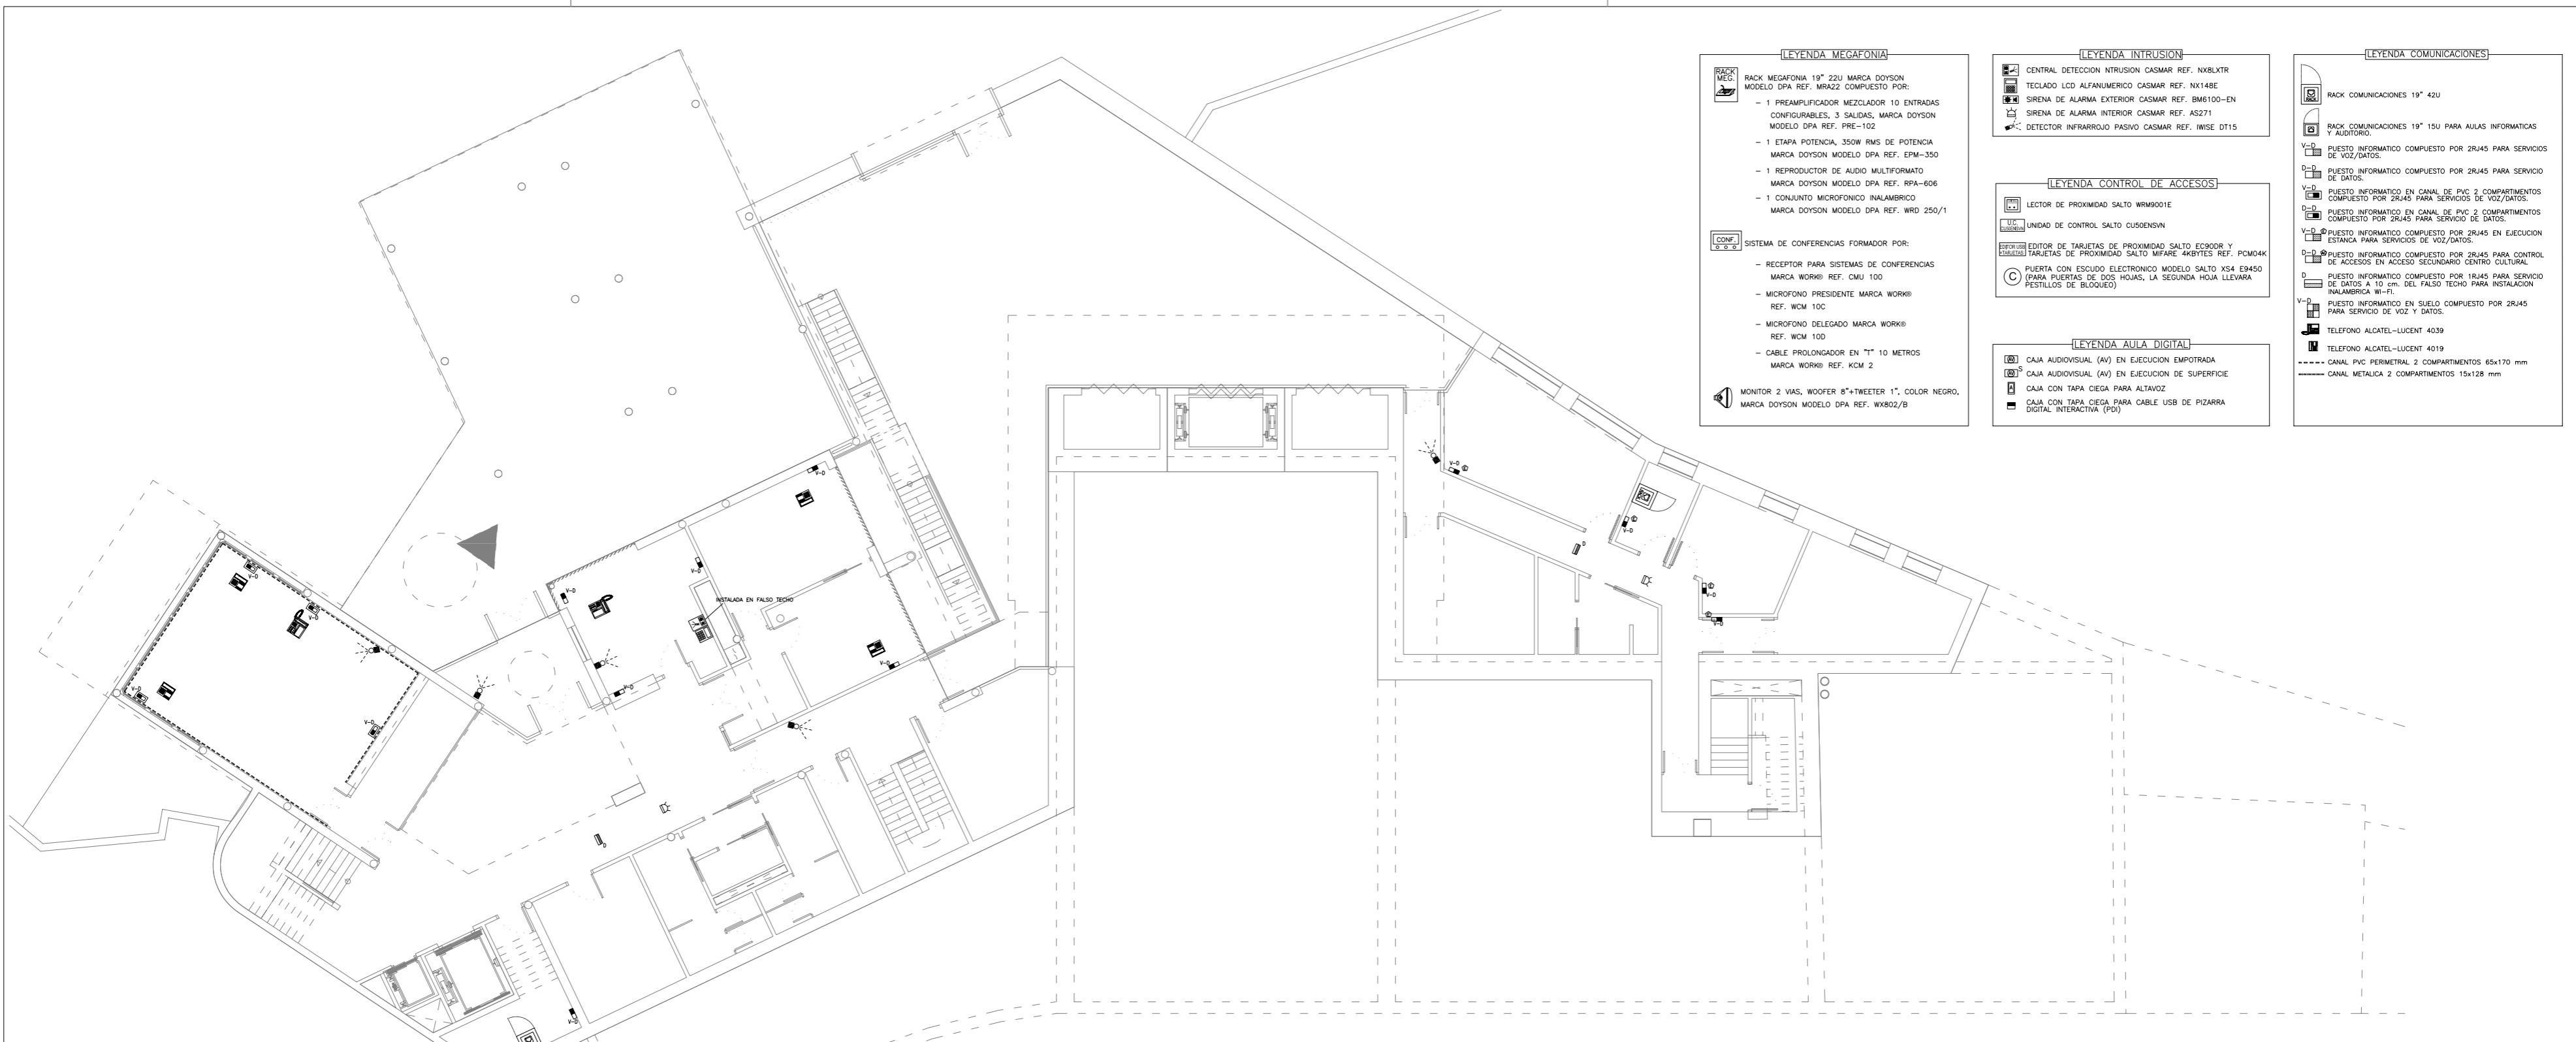 LEYENDA MEGAFONIA
RACK
MEG.
RACK MEGAFONIA 19" 22U MARCA DOYSON
MODELO DPA REF. MRA22 COMPUESTO POR:
– 1 PREAMPLIFICADOR MEZCLADOR 10 ENTRADAS
CONFIGURABLES, 3 SALIDAS, MARCA DOYSON
MODELO DPA REF. PRE-102
– 1 ETAPA POTENCIA, 350W RMS DE POTENCIA
MARCA DOYSON MODELO DPA REF. EPM-350
– 1 REPRODUCTOR DE AUDIO MULTIFORMATO
MARCA DOYSON MODELO DPA REF. RPA-606
– 1 CONJUNTO MICROFONICO INALAMBRICO
MARCA DOYSON MODELO DPA REF. WRD 250/1
CONF.
SISTEMA DE CONFERENCIAS FORMADOR POR:
– RECEPTOR PARA SISTEMAS DE CONFERENCIAS
MARCA WORK® REF. CMU 100
– MICROFONO PRESIDENTE MARCA WORK®
REF. WCM 10C
– MICROFONO DELEGADO MARCA WORK®
REF. WCM 10D
– CABLE PROLONGADOR EN "T" 10 METROS
MARCA WORK® REF. KCM 2
MONITOR 2 VIAS, WOOFER 8"+TWEETER 1", COLOR NEGRO,
MARCA DOYSON MODELO DPA REF. WX802/B
LEYENDA INTRUSION
CENTRAL DETECCION NTRUSION CASMAR REF. NX8LXTR
TECLADO LCD ALFANUMERICO CASMAR REF. NX148E
SIRENA DE ALARMA EXTERIOR CASMAR REF. BM6100-EN
SIRENA DE ALARMA INTERIOR CASMAR REF. AS271
DETECTOR INFRARROJO PASIVO CASMAR REF. IWISE DT15
LEYENDA CONTROL DE ACCESOS
LECTOR DE PROXIMIDAD SALTO WRM9001E
U.C.
CU50ENSVN
UNIDAD DE CONTROL SALTO CU50ENSVN
EDITOR USB
+TARJETAS
EDITOR DE TARJETAS DE PROXIMIDAD SALTO EC90DR Y
TARJETAS DE PROXIMIDAD SALTO MIFARE 4KBYTES REF. PCM04K
C
PUERTA CON ESCUDO ELECTRONICO MODELO SALTO XS4 E9450
(PARA PUERTAS DE DOS HOJAS, LA SEGUNDA HOJA LLEVARA
PESTILLOS DE BLOQUEO)
LEYENDA AULA DIGITAL
CAJA AUDIOVISUAL (AV) EN EJECUCION EMPOTRADA
S
CAJA AUDIOVISUAL (AV) EN EJECUCION DE SUPERFICIE
CAJA CON TAPA CIEGA PARA ALTAVOZ
CAJA CON TAPA CIEGA PARA CABLE USB DE PIZARRA
DIGITAL INTERACTIVA (PDI)
LEYENDA COMUNICACIONES
RACK COMUNICACIONES 19" 42U
RACK COMUNICACIONES 19" 15U PARA AULAS INFORMATICAS
Y AUDITORIO.
V-D
PUESTO INFORMATICO COMPUESTO POR 2RJ45 PARA SERVICIOS
DE VOZ/DATOS.
D-D
PUESTO INFORMATICO COMPUESTO POR 2RJ45 PARA SERVICIO
DE DATOS.
V-D
PUESTO INFORMATICO EN CANAL DE PVC 2 COMPARTIMENTOS
COMPUESTO POR 2RJ45 PARA SERVICIOS DE VOZ/DATOS.
D-D
PUESTO INFORMATICO EN CANAL DE PVC 2 COMPARTIMENTOS
COMPUESTO POR 2RJ45 PARA SERVICIO DE DATOS.
V-D
PUESTO INFORMATICO COMPUESTO POR 2RJ45 EN EJECUCION
ESTANCA PARA SERVICIOS DE VOZ/DATOS.
D-D
PUESTO INFORMATICO COMPUESTO POR 2RJ45 PARA CONTROL
DE ACCESOS EN ACCESO SECUNDARIO CENTRO CULTURAL
D
PUESTO INFORMATICO COMPUESTO POR 1RJ45 PARA SERVICIO
DE DATOS A 10 cm. DEL FALSO TECHO PARA INSTALACION
INALAMBRICA WI-FI.
V-D
PUESTO INFORMATICO EN SUELO COMPUESTO POR 2RJ45
PARA SERVICIO DE VOZ Y DATOS.
TELEFONO ALCATEL-LUCENT 4039
TELEFONO ALCATEL-LUCENT 4019
CANAL PVC PERIMETRAL 2 COMPARTIMENTOS 65x170 mm
CANAL METALICA 2 COMPARTIMENTOS 15x128 mm
V-D
V-D
V-D
D
V-D
V-D
V-D
V-D
V-D
INSTALADA EN FALSO TECHO
V-D
V-D
V-D
V-D
V-D
V-D
D
V-D